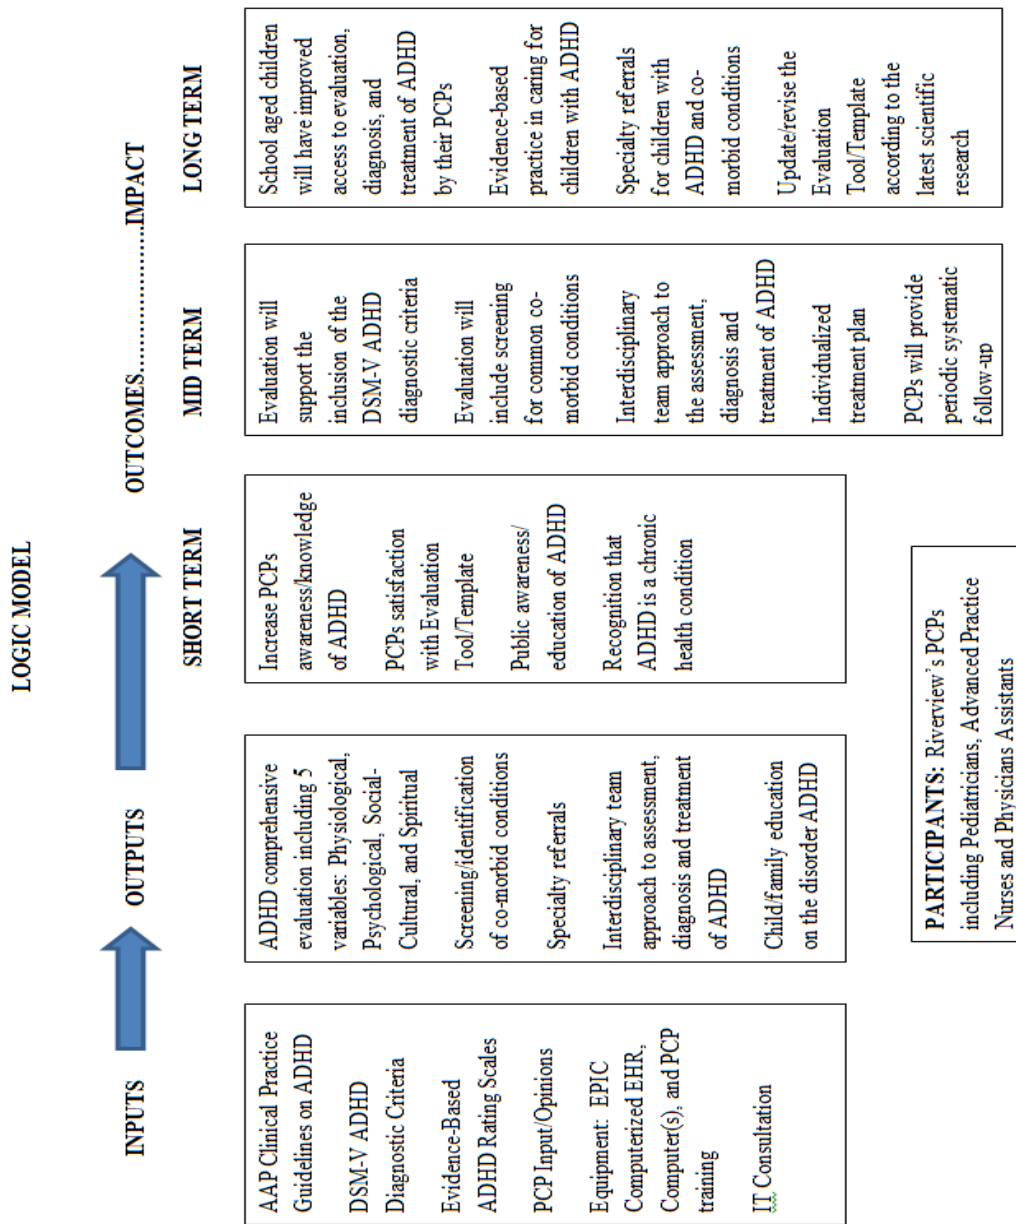 LOGIC MODEL
INPUTS
OUTPUTS
OUTCOMES..............................IMPACT
SHORT TERM
MID TERM
LONG TERM
AAP Clinical Practice
Guidelines on ADHD
DSM-V ADHD
Diagnostic Criteria
Evidence-Based
ADHD Rating Scales
PCP Input/Opinions
Equipment: EPIC
Computerized EHR,
Computer(s), and PCP
training
IT Consultation
ADHD comprehensive
evaluation including 5
variables: Physiological,
Psychological, Social-
Cultural, and Spiritual
Screening/identification
of co-morbid conditions
Specialty referrals
Interdisciplinary team
approach to assessment,
diagnosis and treatment
of ADHD
Child/family education
on the disorder ADHD
Increase PCPs
awareness/knowledge
of ADHD
PCPs satisfaction
with Evaluation
Tool/Template
Public awareness/
education of ADHD
Recognition that
ADHD is a chronic
health condition
Evaluation will
support the
inclusion of the
DSM-V ADHD
diagnostic criteria
Evaluation will
include screening
for common co-
morbid conditions
Interdisciplinary
team approach to
the assessment,
diagnosis and
treatment of ADHD
Individualized
treatment plan
PCPs will provide
periodic systematic
follow-up
School aged children
will have improved
access to evaluation,
diagnosis, and
treatment of ADHD
by their PCPs
Evidence-based
practice in caring for
children with ADHD
Specialty referrals
for children with
ADHD and co-
morbid conditions
Update/revise the
Evaluation
Tool/Template
according to the
latest scientific
research
PARTICIPANTS: Riverview's PCPs
including Pediatricians, Advanced Practice
Nurses and Physicians Assistants